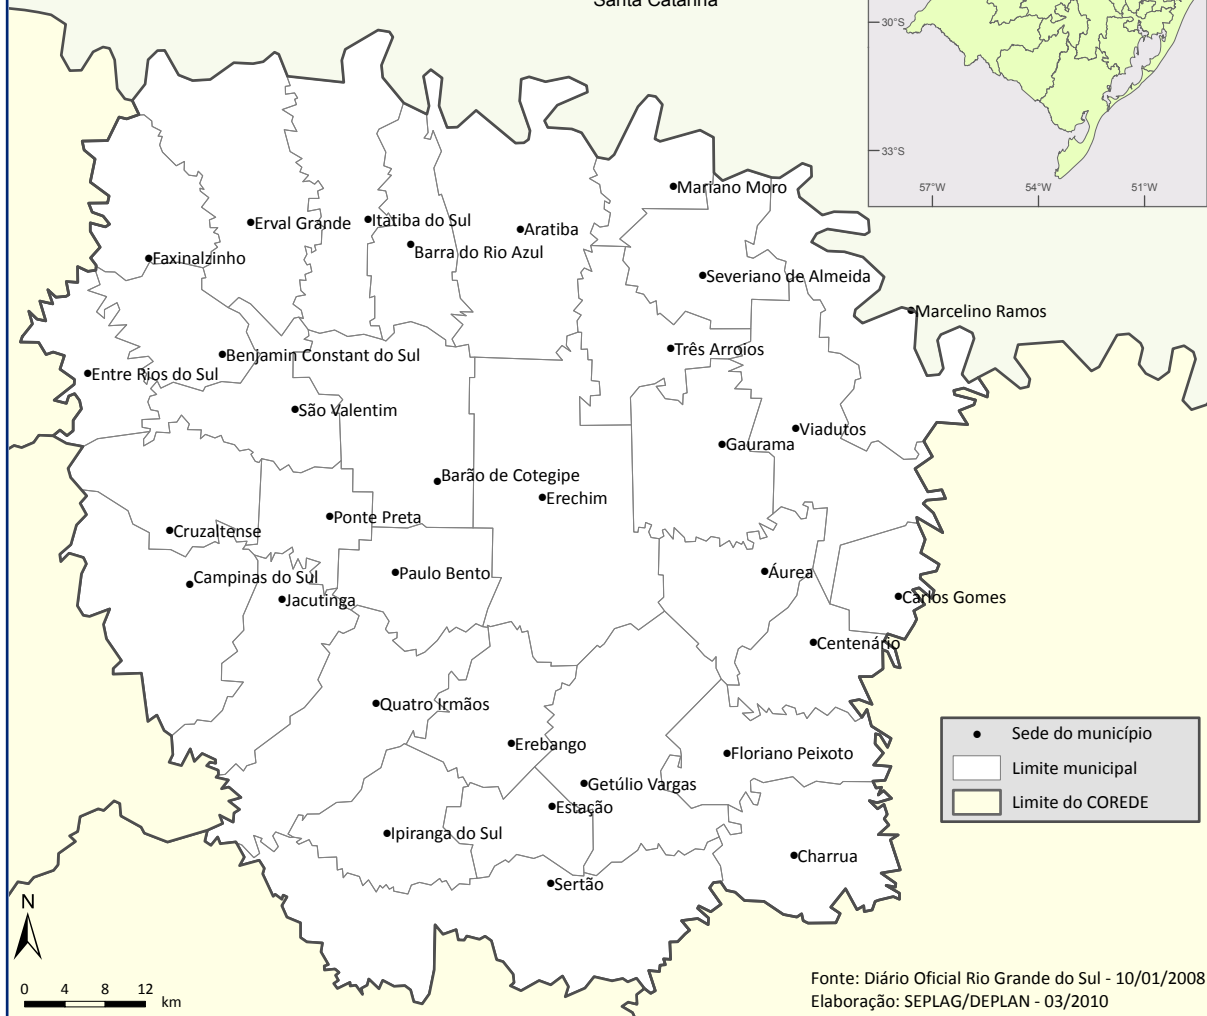 Santa Catarina
30°S
33°S
57°W 54°W 51°W
Mariano Moro
Erval Grande
Itatiba do Sul
Aratiba
Barra do Rio Azul
Faxinalzinho
Severiano de Almeida
Marcelino Ramos
Três Arroios
Benjamin Constant do Sul
Entre Rios do Sul
São Valentim
Viadutos
Gaurama
Barão de Cotegipe
Erechim
Ponte Preta
Cruzaltense
Campinas do Sul
Paulo Bento
Áurea
Jacutinga
Carlos Gomes
Centenário
Quatro Irmãos
Erebango
Floriano Peixoto
Getúlio Vargas
Estação
Ipiranga do Sul
Charrua
Sertão
Sede do município
Limite municipal
Limite do COREDE
N
0 4 8 12
km
Fonte: Diário Oficial Rio Grande do Sul - 10/01/2008
Elaboração: SEPLAG/DEPLAN - 03/2010